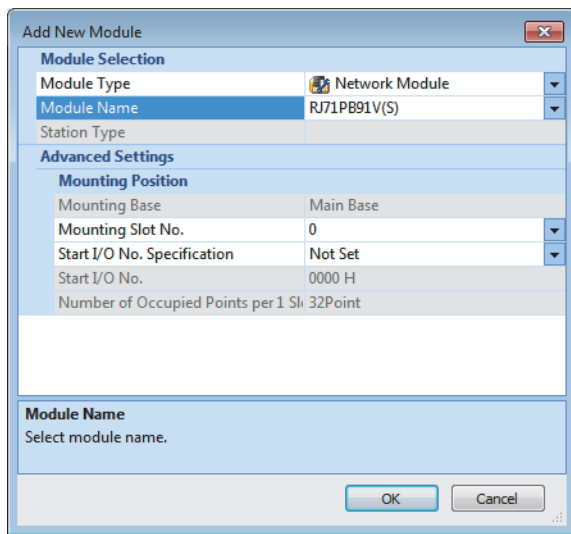 Add New Module
Module Selection
Module Type Network Module
Module Name RJ71PB91V(S)
Station Type
Advanced Settings
Mounting Position
Mounting Base Main Base
Mounting Slot No. 0
Start I/O No. Specification Not Set
Start I/O No. 0000 H
Number of Occupied Points per 1 Sl 32Point
Module Name
Select module name.
OK Cancel